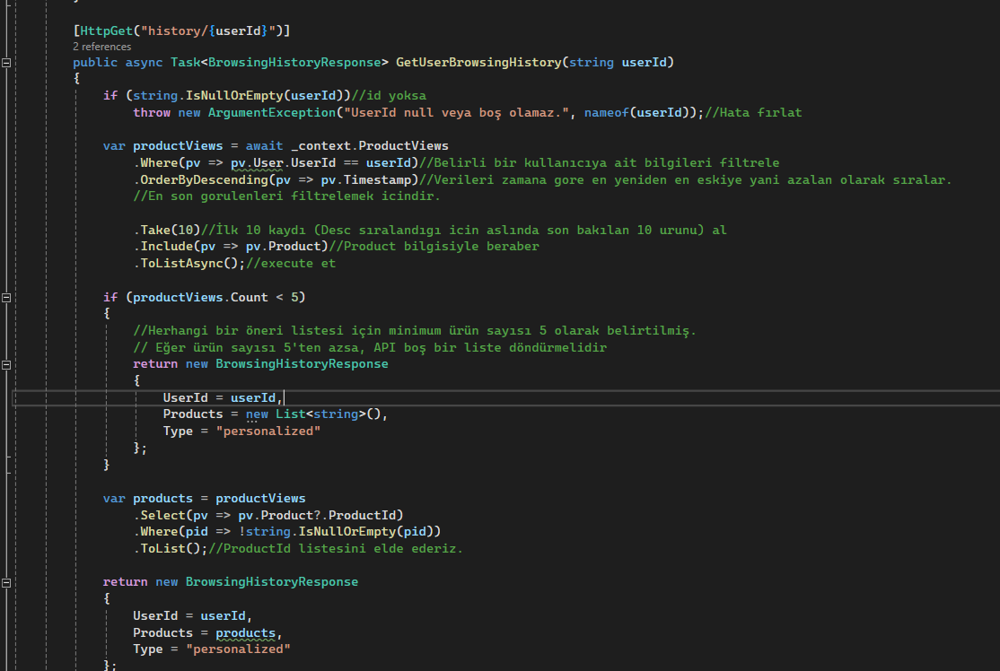 [HttpGet("history/{userId}")]
2 references
public async Task<BrowsingHistoryResponse> GetUserBrowsingHistory(string userId)
{
if (string.IsNullOrEmpty(userId))//id yoksa
throw new ArgumentException("UserId null veya boş olamaz.", nameof(userId));//Hata fırlat
var productViews = await _context.ProductViews
.Where(pv => pv.User.UserId == userId)//Belirli bir kullanıcıya ait bilgileri filtrele
.OrderByDescending(pv => pv.Timestamp)//Verileri zamana gore en yeniden en eskiye yani azalan olarak sıralar.
//En son gorulenleri filtrelemek icindir.
.Take(10)//İlk 10 kaydı (Desc sıralandıgı icin aslında son bakılan 10 urunu) al
.Include(pv => pv.Product)//Product bilgisiyle beraber
.ToListAsync();//execute et
if (productViews.Count < 5)
{
//Herhangi bir öneri listesi için minimum ürün sayısı 5 olarak belirtilmiş.
// Eğer ürün sayısı 5'ten azsa, API boş bir liste döndürmelidir
return new BrowsingHistoryResponse
{
UserId = userId,
Products = new List<string>(),
Type = "personalized"
};
}
var products = productViews
.Select(pv => pv.Product?.ProductId)
.Where(pid => !string.IsNullOrEmpty(pid))
.ToList();//ProductId listesini elde ederiz.
return new BrowsingHistoryResponse
{
UserId = userId,
Products = products,
Type = "personalized"
};